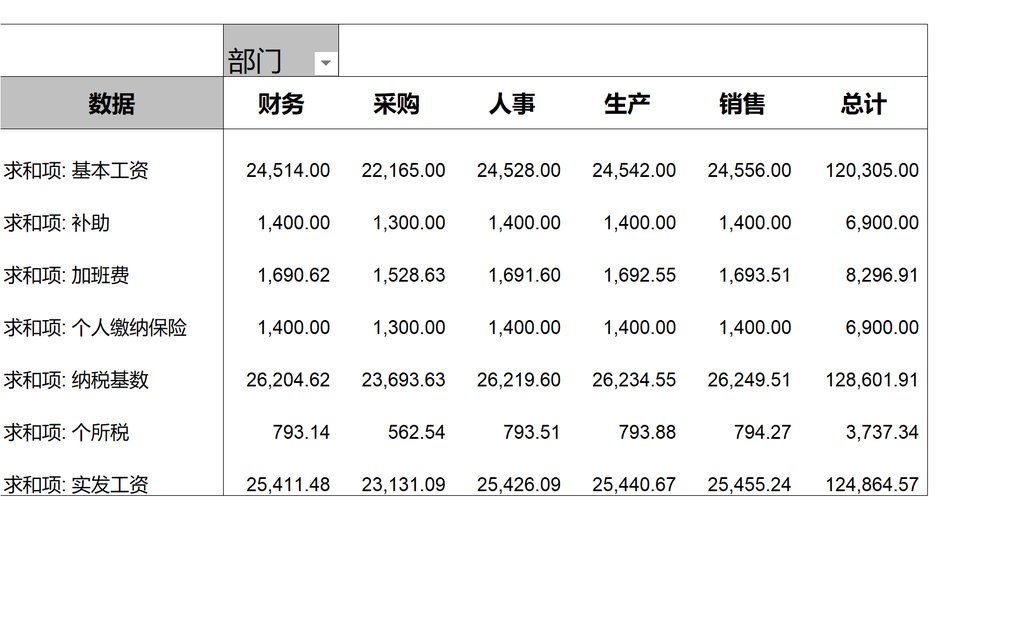 部门
数据 财务 采购 人事 生产 销售 总计
求和项: 基本工资 24,514.00 22,165.00 24,528.00 24,542.00 24,556.00 120,305.00
求和项: 补助 1,400.00 1,300.00 1,400.00 1,400.00 1,400.00 6,900.00
求和项: 加班费 1,690.62 1,528.63 1,691.60 1,692.55 1,693.51 8,296.91
求和项: 个人缴纳保险 1,400.00 1,300.00 1,400.00 1,400.00 1,400.00 6,900.00
求和项: 纳税基数 26,204.62 23,693.63 26,219.60 26,234.55 26,249.51 128,601.91
求和项: 个所税 793.14 562.54 793.51 793.88 794.27 3,737.34
求和项: 实发工资 25,411.48 23,131.09 25,426.09 25,440.67 25,455.24 124,864.57